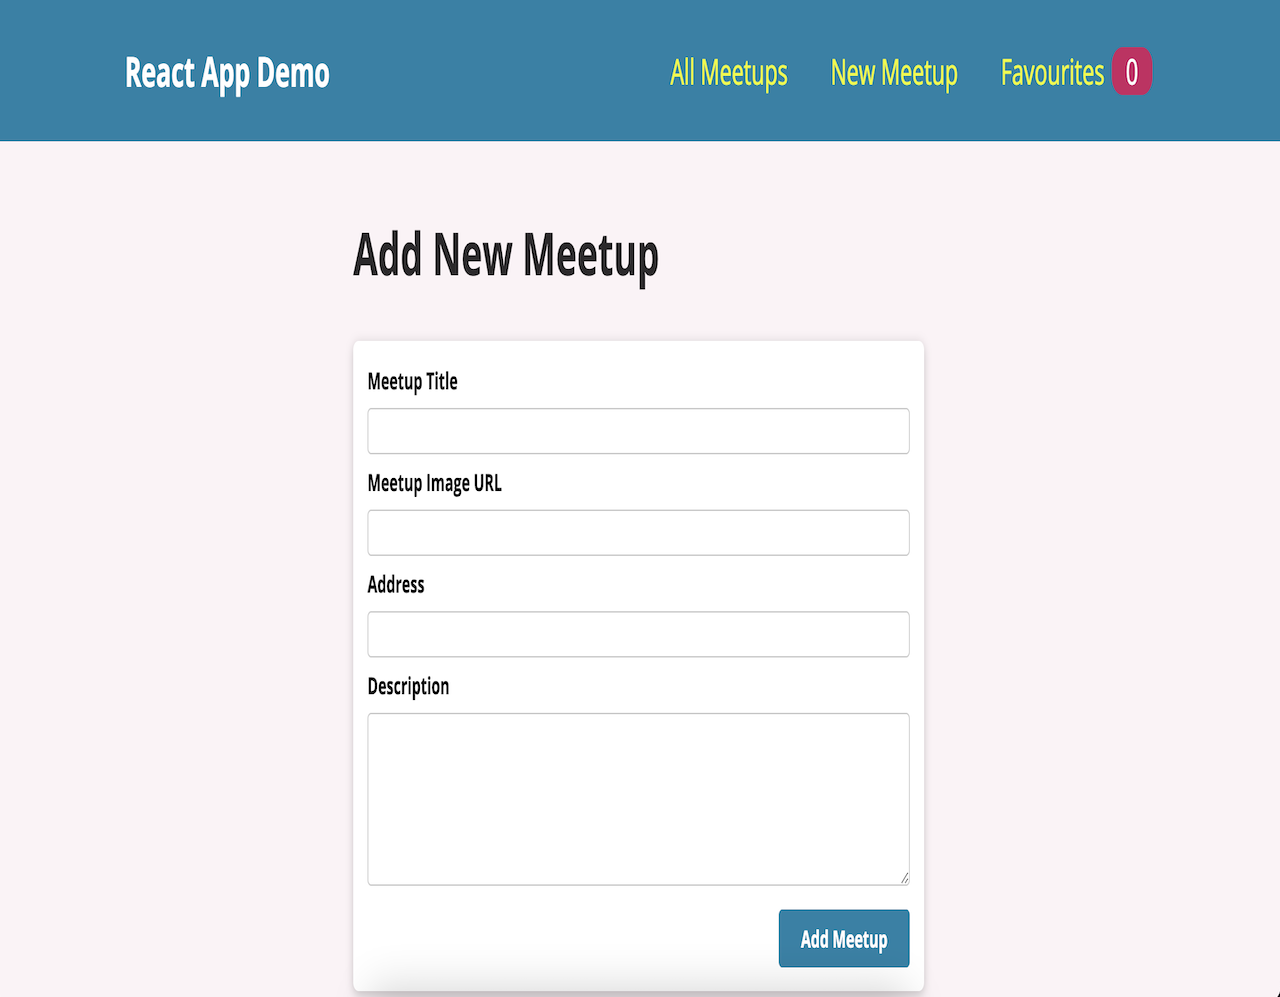 React App Demo
All Meetups New Meetup Favourites 0
Add New Meetup
Meetup Title
Meetup Image URL
Address
Description
Add Meetup